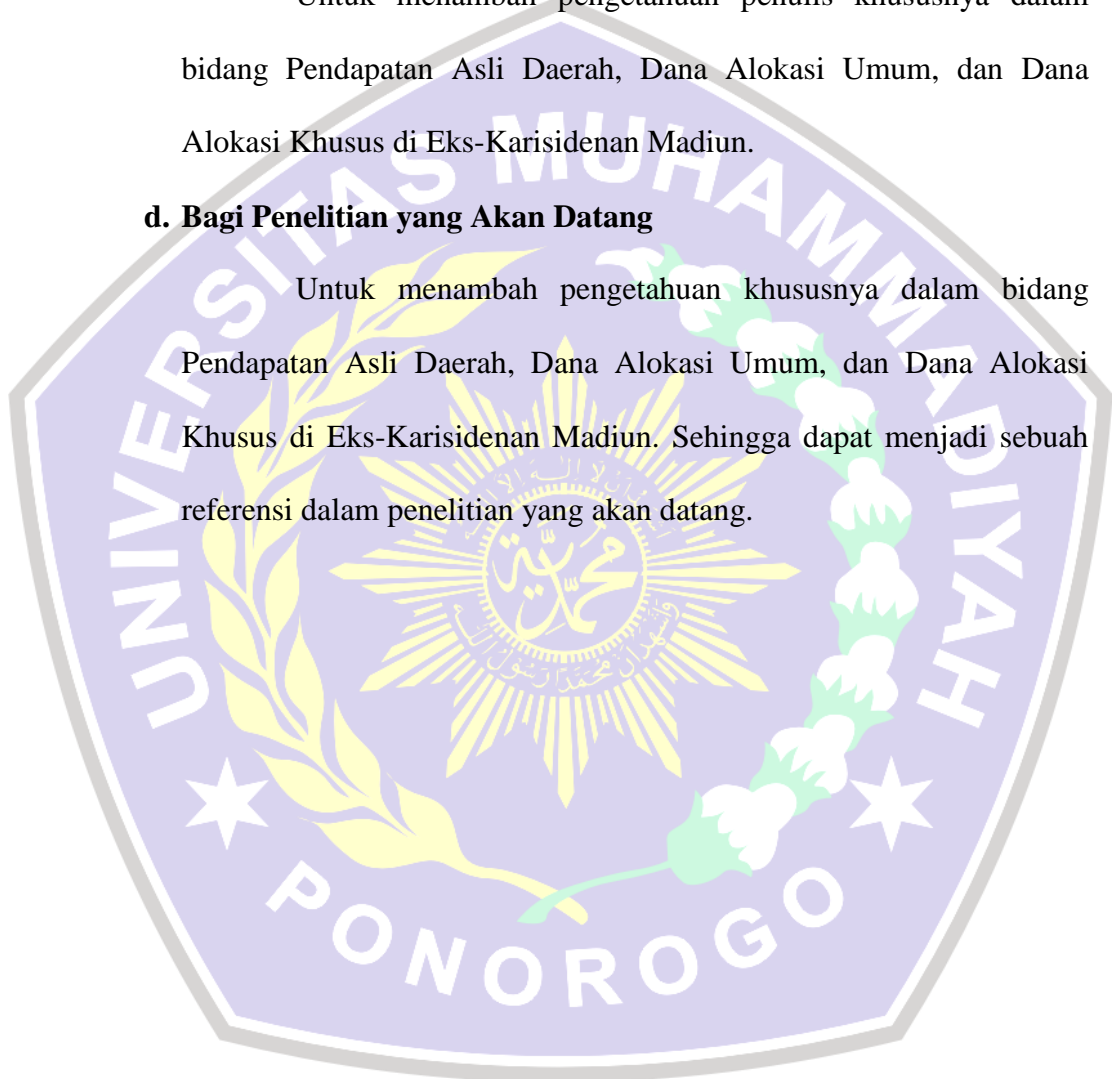 Untuk menambah pengetahuan penulis khususnya dalam
bidang Pendapatan Asli Daerah, Dana Alokasi Umum, dan Dana
Alokasi Khusus di Eks-Karisidenan Madiun.
d. Bagi Penelitian yang Akan Datang
Untuk menambah pengetahuan khususnya dalam bidang
Pendapatan Asli Daerah, Dana Alokasi Umum, dan Dana Alokasi
Khusus di Eks-Karisidenan Madiun. Sehingga dapat menjadi sebuah
referensi dalam penelitian yang akan datang.
UNIVERSITAS MUHAMMADIYAH
PONOROGO
محمدية